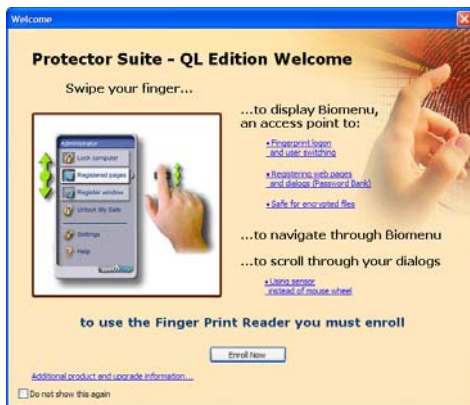 Welcome
Protector Suite - QL Edition Welcome
Swipe your finger...
Administrator
Lock computer
Registered pages
Register window
Unlock My Safe
Settings
Help
...to display Biomenu,
an access point to:
• Fingerprint logon
and user switching
• Registering web pages
and dialogs (Password Bank)
• Safe for encrypted files
...to navigate through Biomenu
...to scroll through your dialogs
• Using sensor
instead of mouse wheel
to use the Finger Print Reader you must enroll
Enroll Now
Additional product and upgrade information...
Do not show this again